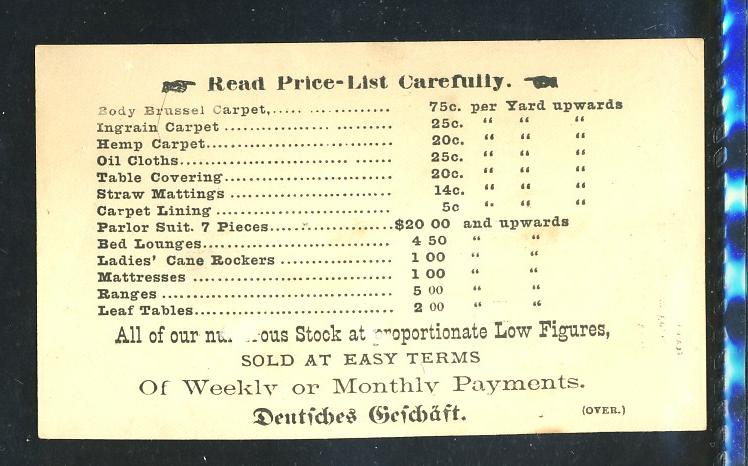 Read Price-List Carefully.
Body Brussel Carpet,.................... 75c. per Yard upwards
Ingrain Carpet .......................... 25c. “ “ “
Hemp Carpet.......................... 20c. “ “ “
Oil Cloths............................... 25c. “ “ “
Table Covering.......................... 20c. “ “ “
Straw Mattings .......................... 14c. “ “ “
Carpet Lining .......................... 5c “ “ “
Parlor Suit. 7 Pieces................... $20 00 and upwards
Bed Lounges............................. 4 50 “ “
Ladies' Cane Rockers .................. 1 00 “ “
Mattresses ............................. 1 00 “ “
Ranges .................................. 5 00 “ “
Leaf Tables.............................. 2 00 “ “
All of our Stock at proportionate Low Figures,
SOLD AT EASY TERMS
Of Weekly or Monthly Payments.
Deutsches Geschäft.
(OVER.)